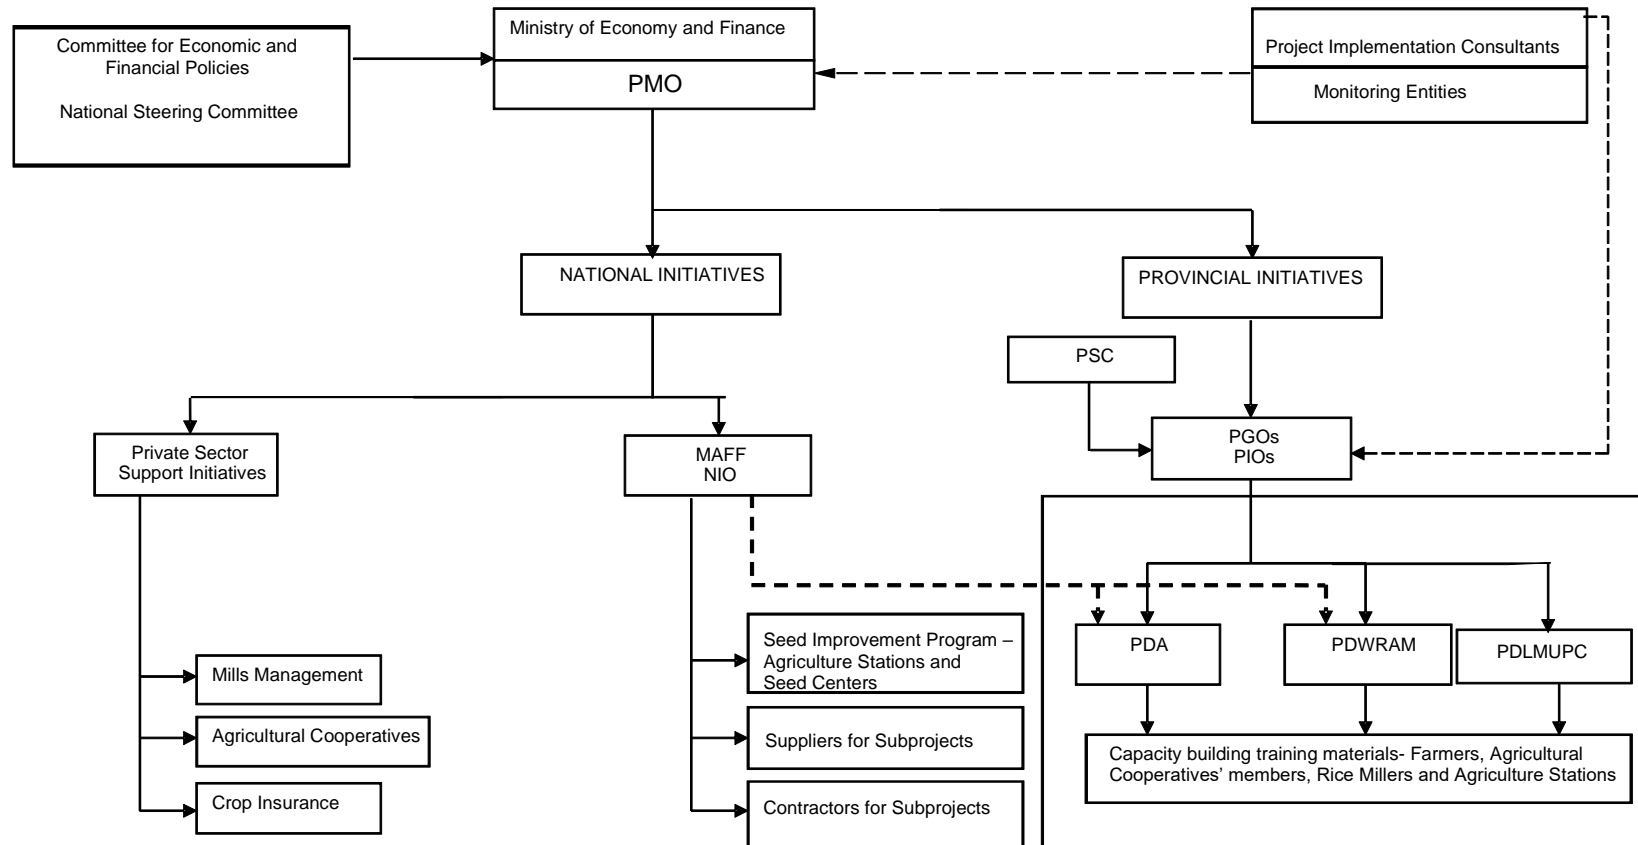 Committee for Economic and
Financial Policies
National Steering Committee
Ministry of Economy and Finance
PMO
Project Implementation Consultants
Monitoring Entities
NATIONAL INITIATIVES
PROVINCIAL INITIATIVES
PSC
Private Sector
Support Initiatives
MAFF
NIO
PGOs
PIOs
Mills Management
Agricultural Cooperatives
Crop Insurance
Seed Improvement Program –
Agriculture Stations and
Seed Centers
Suppliers for Subprojects
Contractors for Subprojects
PDA
PDWRAM
PDLMUPC
Capacity building training materials- Farmers, Agricultural
Cooperatives’ members, Rice Millers and Agriculture Stations